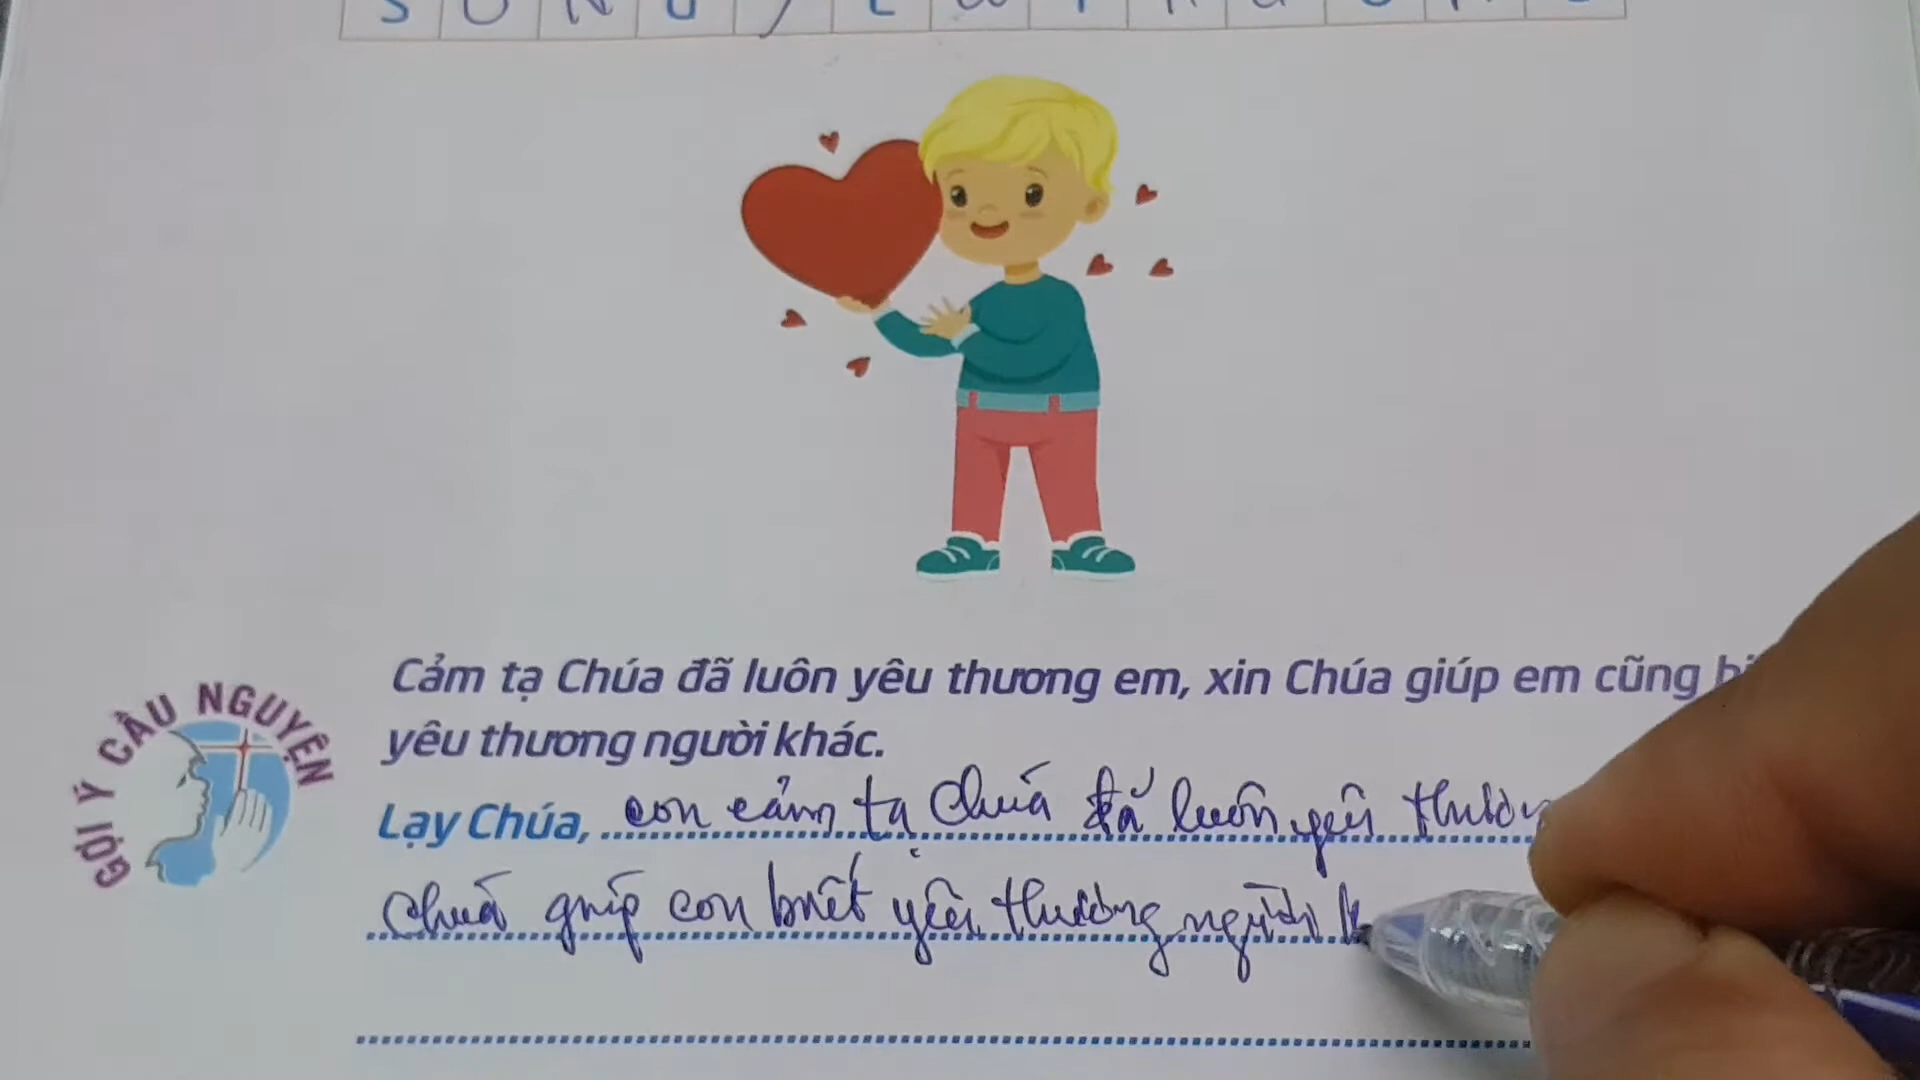 Cảm tạ Chúa đã luôn yêu thương em, xin Chúa giúp em cũng
yêu thương người khác.
GỢI Ý CẦU NGUYỆN
Lạy Chúa, con cảm tạ Chúa đã luôn yêu
Chúa giúp con biết yêu thương người